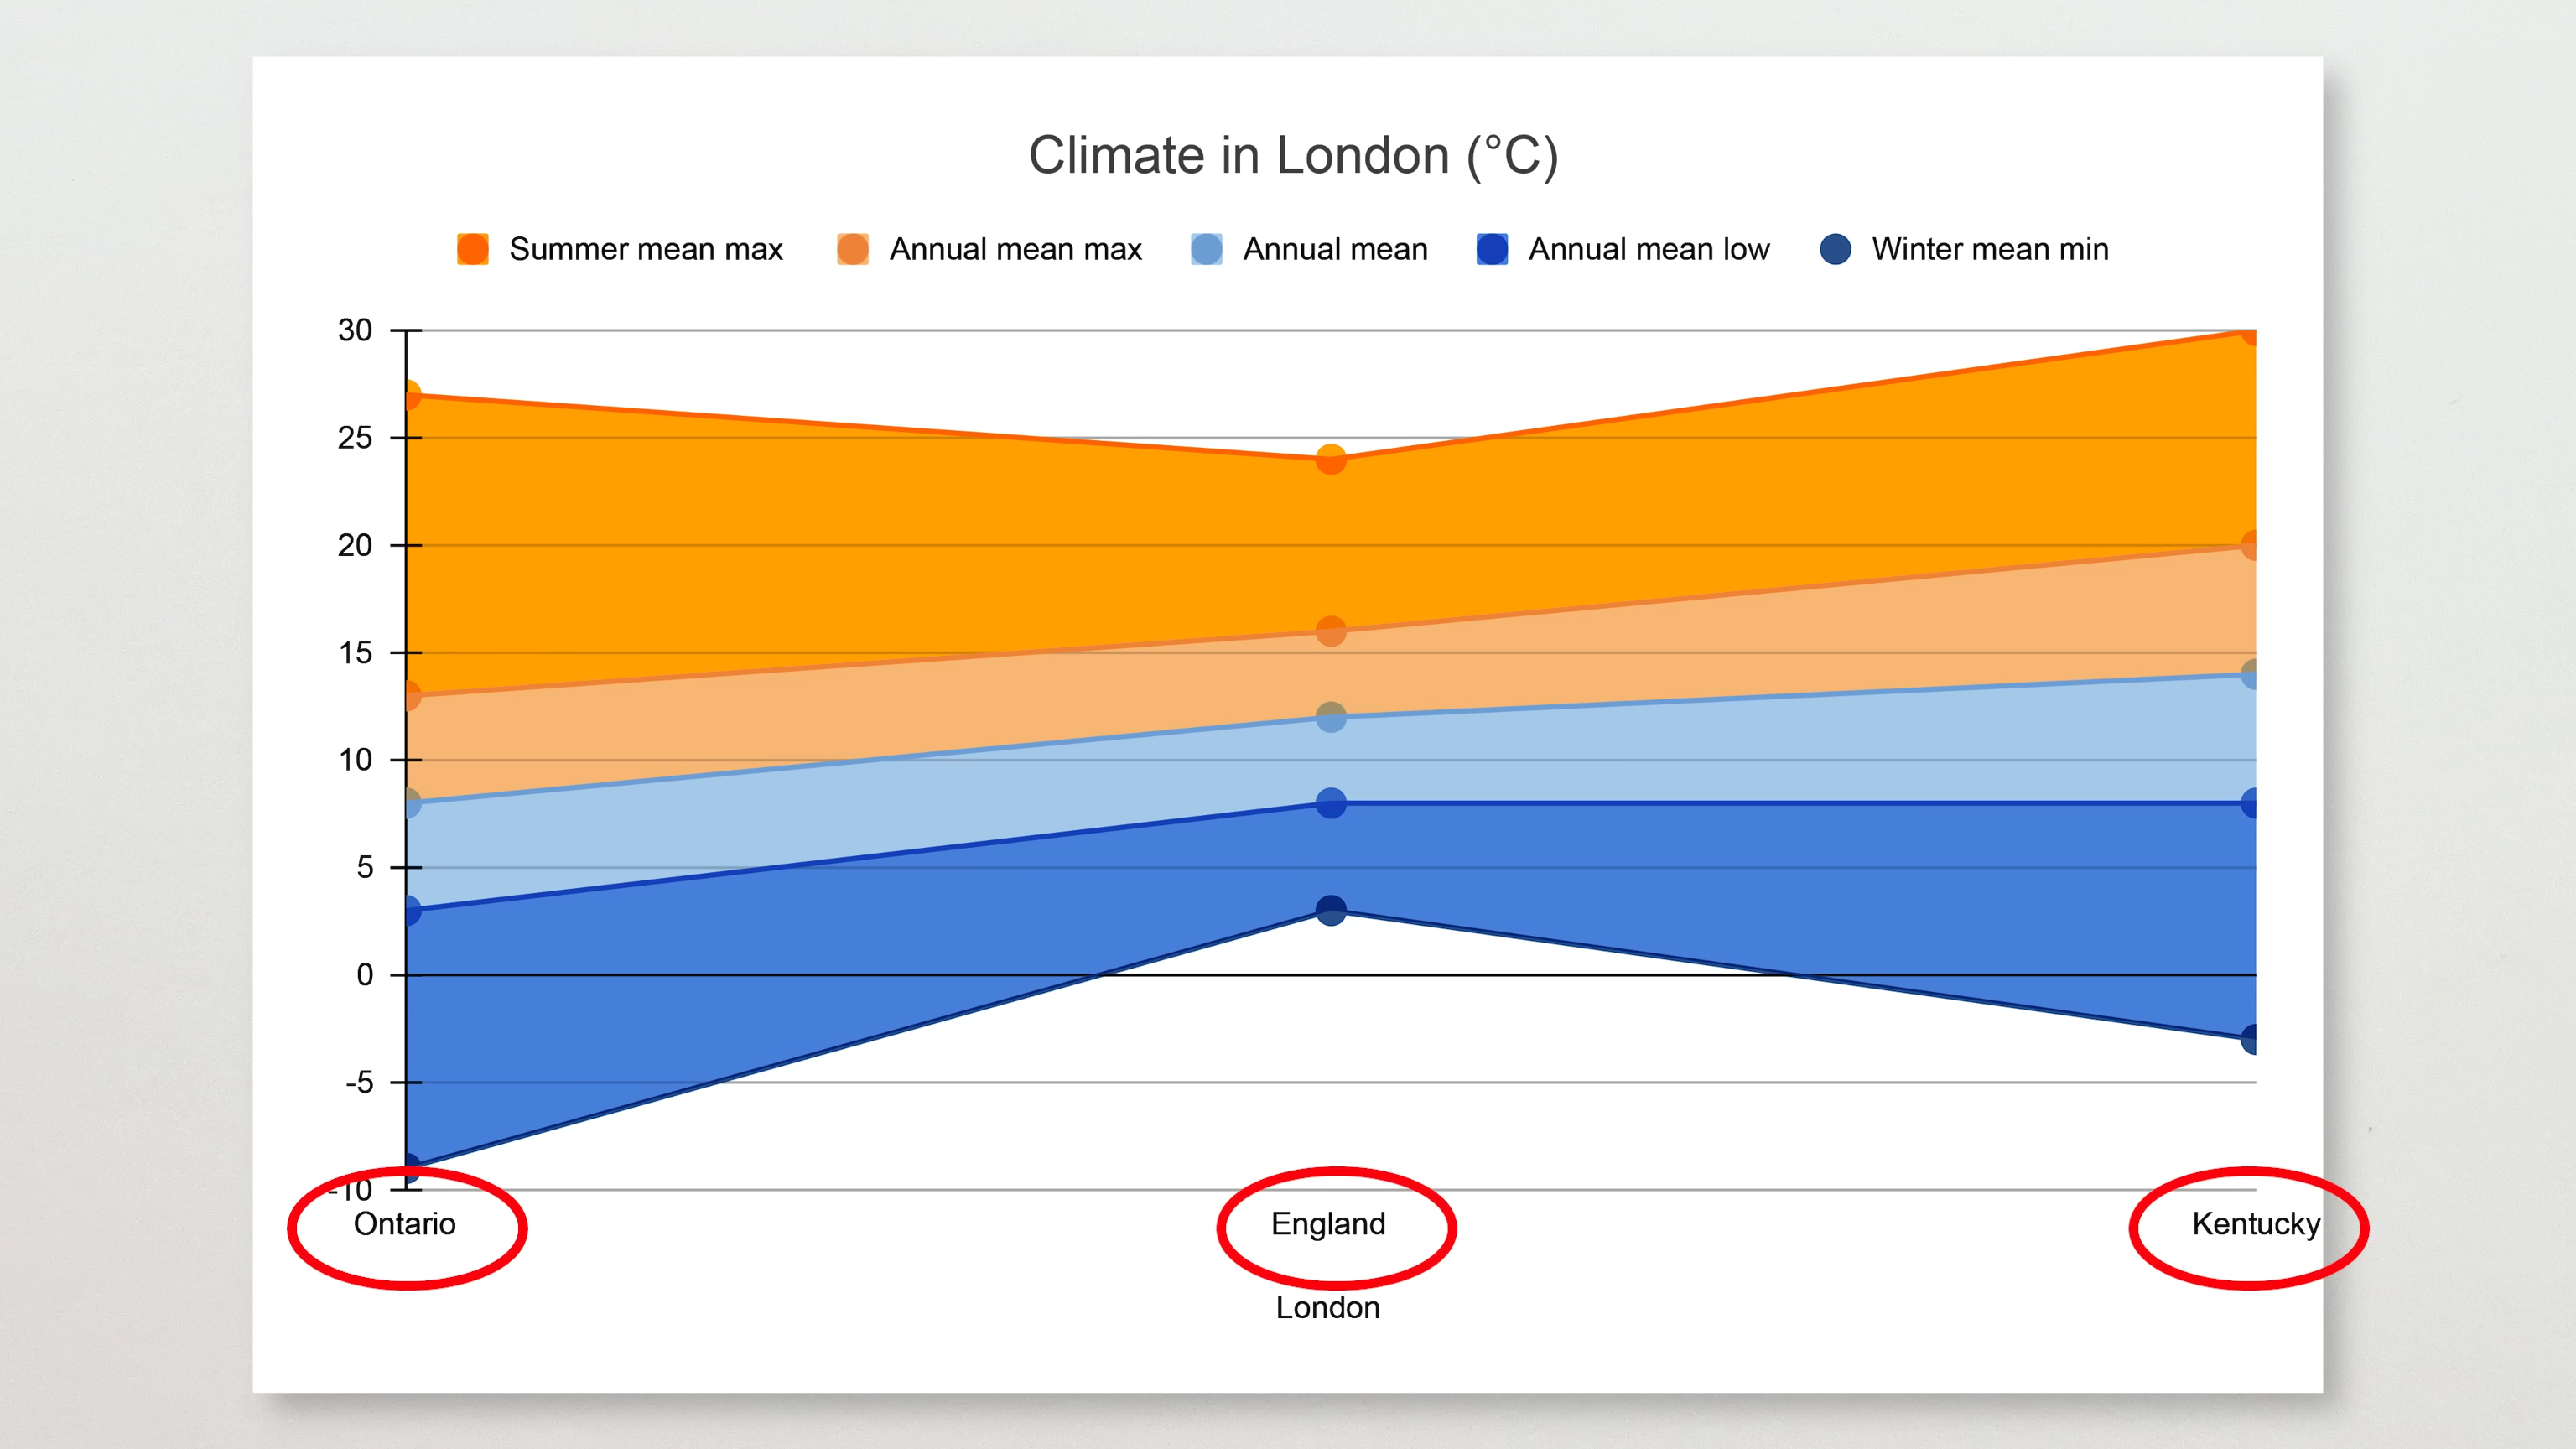 Climate in London (°C)
Summer mean max Annual mean max Annual mean Annual mean low Winter mean min
30
25
20
15
10
5
0
-5
-10
Ontario England Kentucky
London